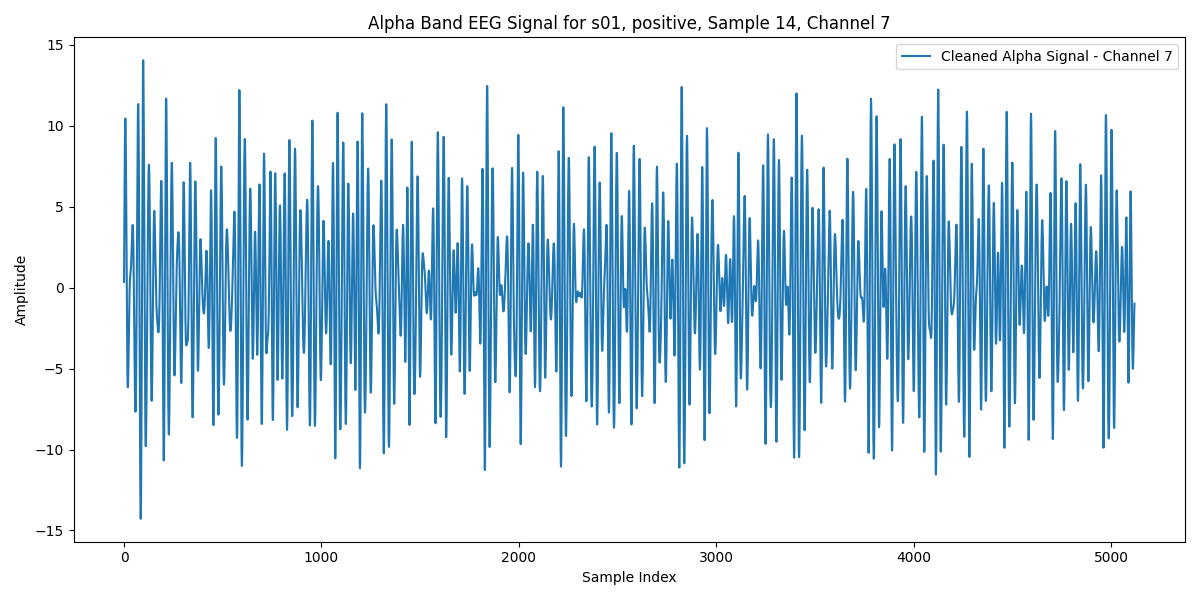 Alpha Band EEG Signal for s01, positive, Sample 14, Channel 7
Cleaned Alpha Signal - Channel 7
15
10
5
0
−5
−10
−15
Amplitude
0 1000 2000 3000 4000 5000
Sample Index